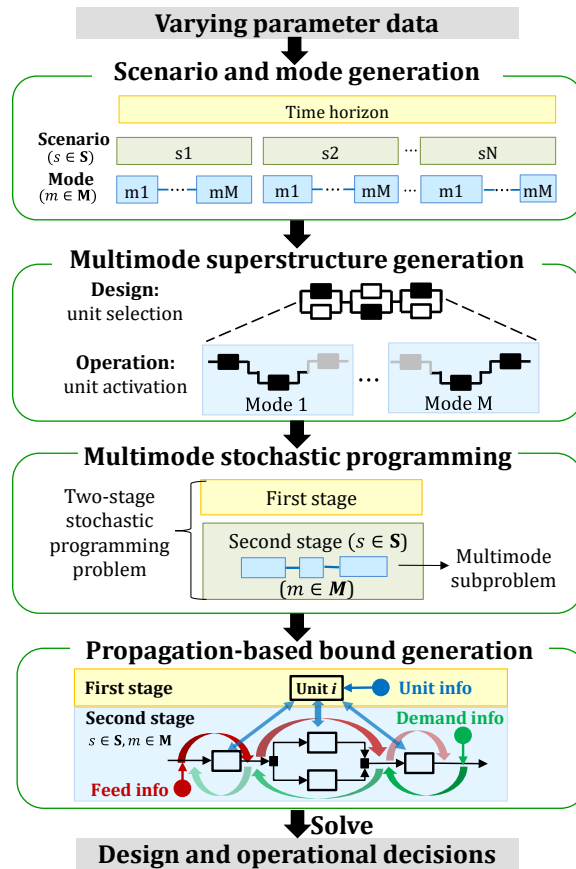 Varying parameter data
Scenario and mode generation
Time horizon
Scenario
(s ∈ S)
s1
s2
...
sN
Mode
(m ∈ M)
m1
....
mM
m1
....
mM
...
m1
....
mM
Multimode superstructure generation
Design:
unit selection
Operation:
unit activation
...
Mode 1
Mode M
Multimode stochastic programming
Two-stage
stochastic
programming
problem
First stage
Second stage (s ∈ S)
(m ∈ M)
Multimode
subproblem
Propagation-based bound generation
First stage
Unit i
Unit info
Second stage
s ∈ S, m ∈ M
Demand info
Feed info
Solve
Design and operational decisions